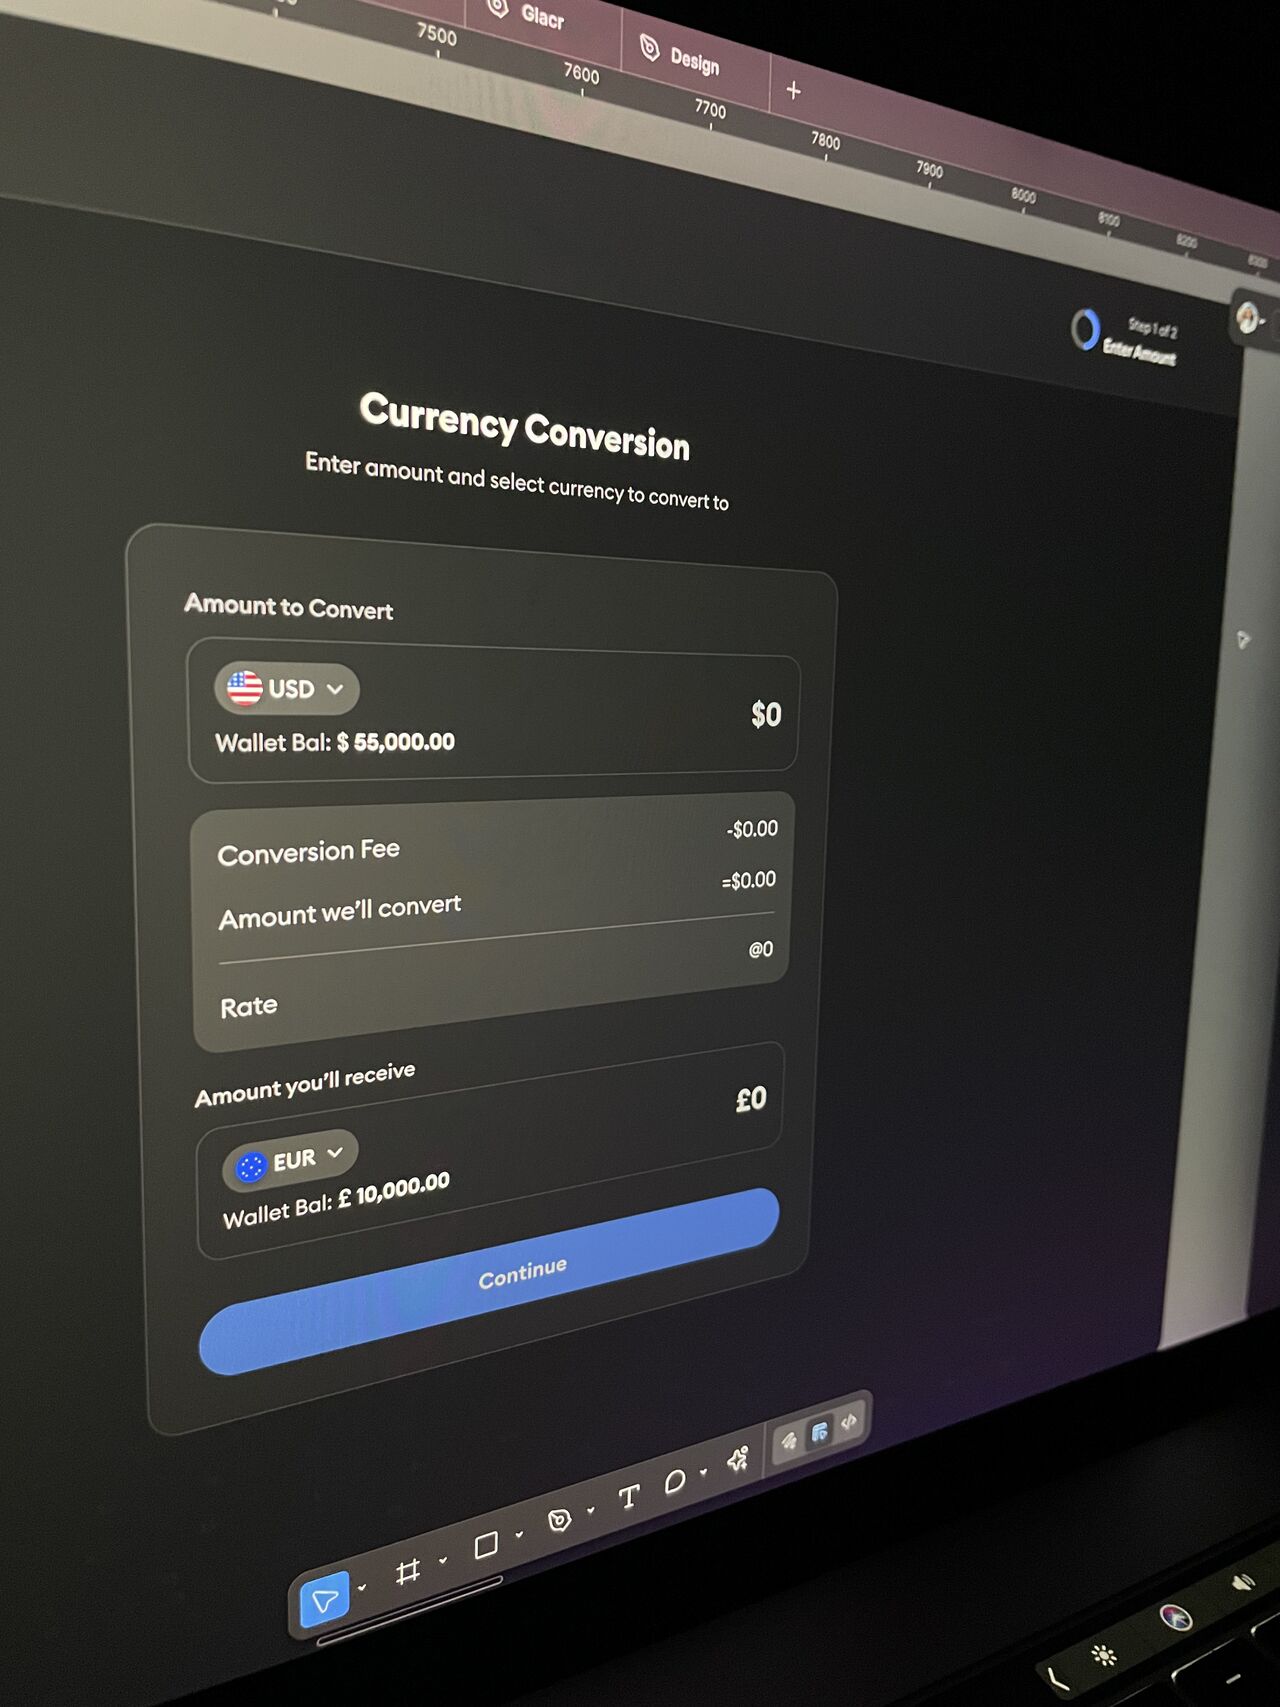 Glacr
Design
+
7500
7600
7700
7800
7900
8000
8100
8200
8300
Step 1 of 2
Enter Amount
Currency Conversion
Enter amount and select currency to convert to
Amount to Convert
USD
$0
Wallet Bal: $ 55,000.00
Conversion Fee
-$0.00
Amount we'll convert
=$0.00
Rate
@0
Amount you'll receive
EUR
£0
Wallet Bal: £ 10,000.00
Continue